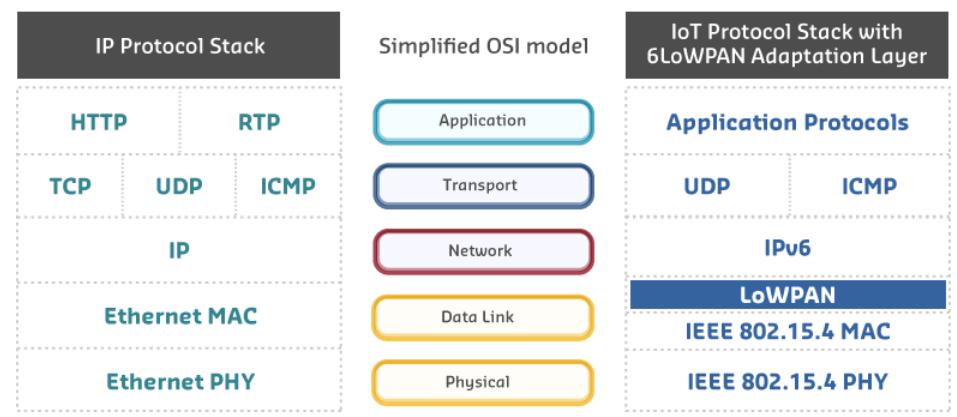 IP Protocol Stack
Simplified OSI model
IoT Protocol Stack with
6LoWPAN Adaptation Layer
HTTP
RTP
Application
Application Protocols
TCP
UDP
ICMP
Transport
UDP
ICMP
IP
Network
IPv6
LoWPAN
Ethernet MAC
Data Link
IEEE 802.15.4 MAC
Ethernet PHY
Physical
IEEE 802.15.4 PHY